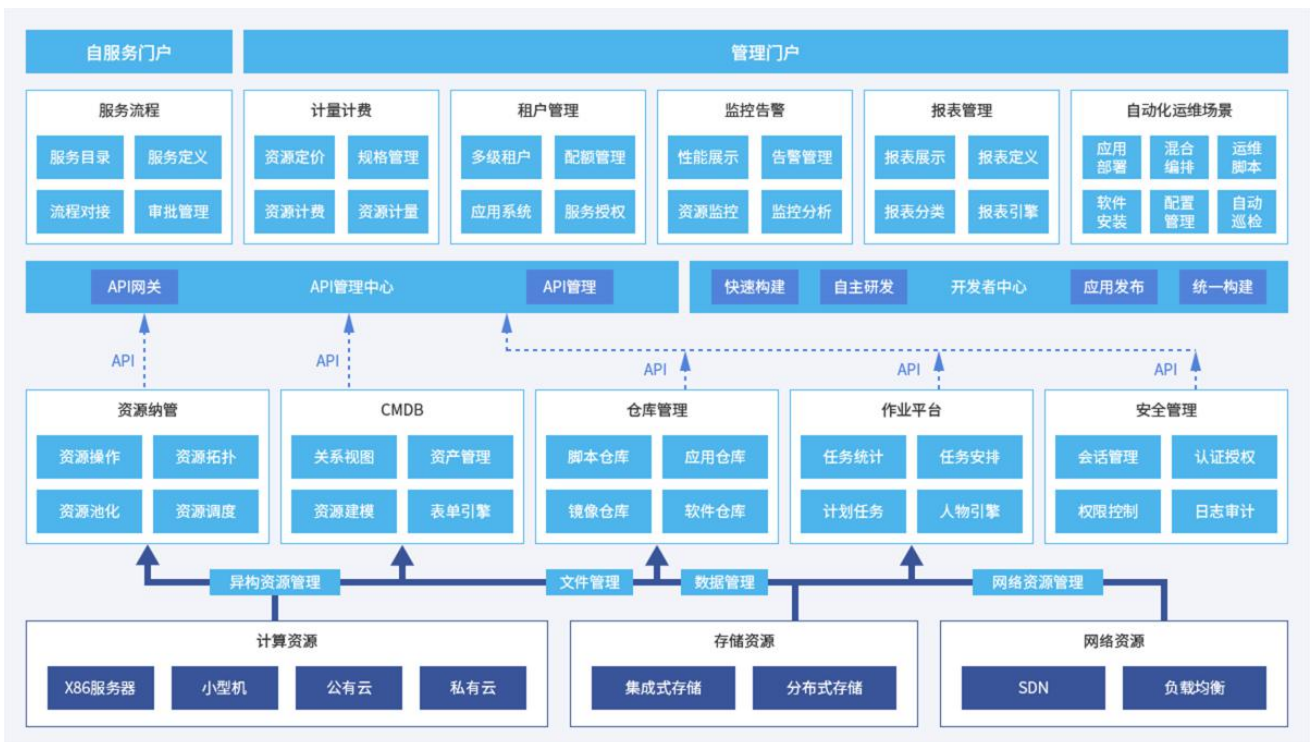 自服务门户
管理门户
服务流程
计量计费
租户管理
监控告警
报表管理
自动化运维场景
服务目录
服务定义
资源定价
规格管理
多级租户
配额管理
性能展示
告警管理
报表展示
报表定义
应用
部署
混合
编排
运维
脚本
流程对接
审批管理
资源计费
资源计量
应用系统
服务授权
资源监控
监控分析
报表分类
报表引擎
软件
安装
配置
管理
自动
巡检
API网关
API管理中心
API管理
快速构建
自主研发
开发者中心
应用发布
统一构建
API
API
API
API
API
资源纳管
CMDB
仓库管理
作业平台
安全管理
资源操作
资源拓扑
关系视图
资产管理
脚本仓库
应用仓库
任务统计
任务安排
会话管理
认证授权
资源池化
资源调度
资源建模
表单引擎
镜像仓库
软件仓库
计划任务
人物引擎
权限控制
日志审计
异构资源管理
文件管理
数据管理
网络资源管理
计算资源
存储资源
网络资源
X86服务器
小型机
公有云
私有云
集成式存储
分布式存储
SDN
负载均衡